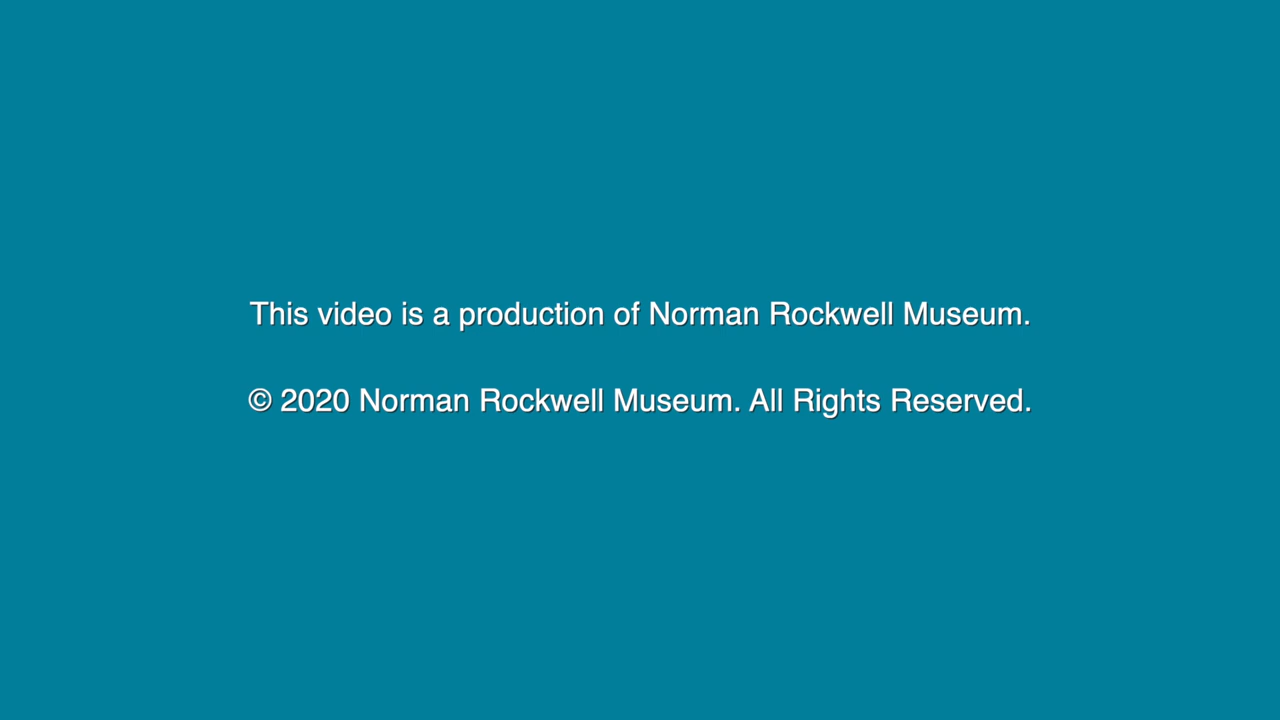 This video is a production of Norman Rockwell Museum.
© 2020 Norman Rockwell Museum. All Rights Reserved.